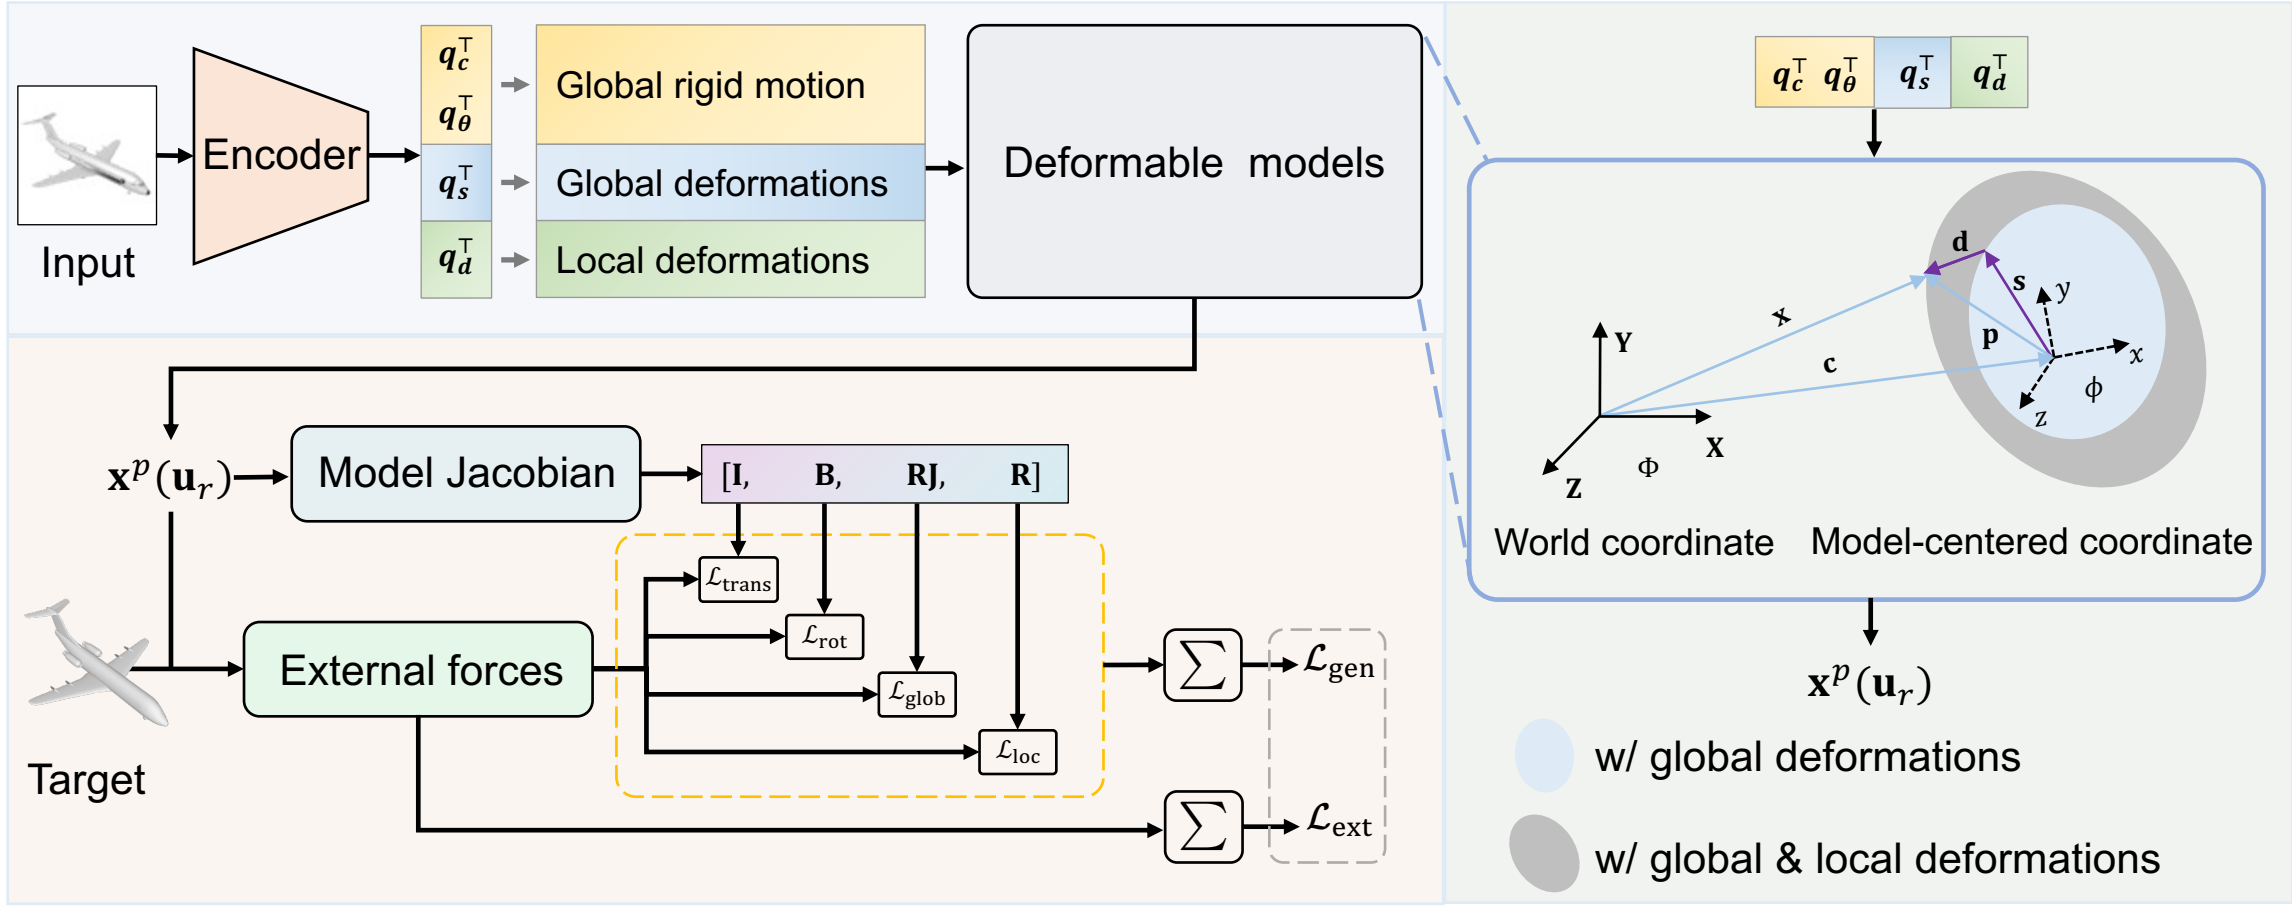 Input
Encoder
q_c^⊤
q_θ^⊤
q_s^⊤
q_d^⊤
Global rigid motion
Global deformations
Local deformations
Deformable models
x^p(u_r)
Model Jacobian
[I, B, RJ, R]
ℒ_trans
ℒ_rot
ℒ_glob
ℒ_loc
Target
External forces
∑
ℒ_gen
∑
ℒ_ext
q_c^⊤ q_θ^⊤ q_s^⊤ q_d^⊤
d
s
y
x
p
x
c
z
ϕ
Y
X
Z
Φ
World coordinate
Model-centered coordinate
x^p(u_r)
w/ global deformations
w/ global & local deformations